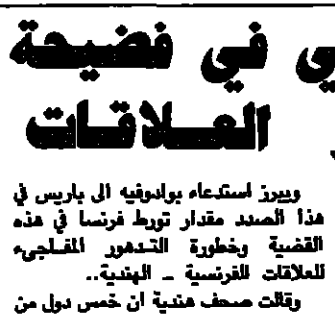 ي في فضيحة
العلاقات
ويبرز استدعاء بولدوفيه الى باريس في
هذا الصدد مقدار تورط فرنسا في هذه
القضية وخطورة التدهور المفاجيء
للعلاقات الفرنسية - الهندية..
وقالت صحف هندية ان خمس دول من